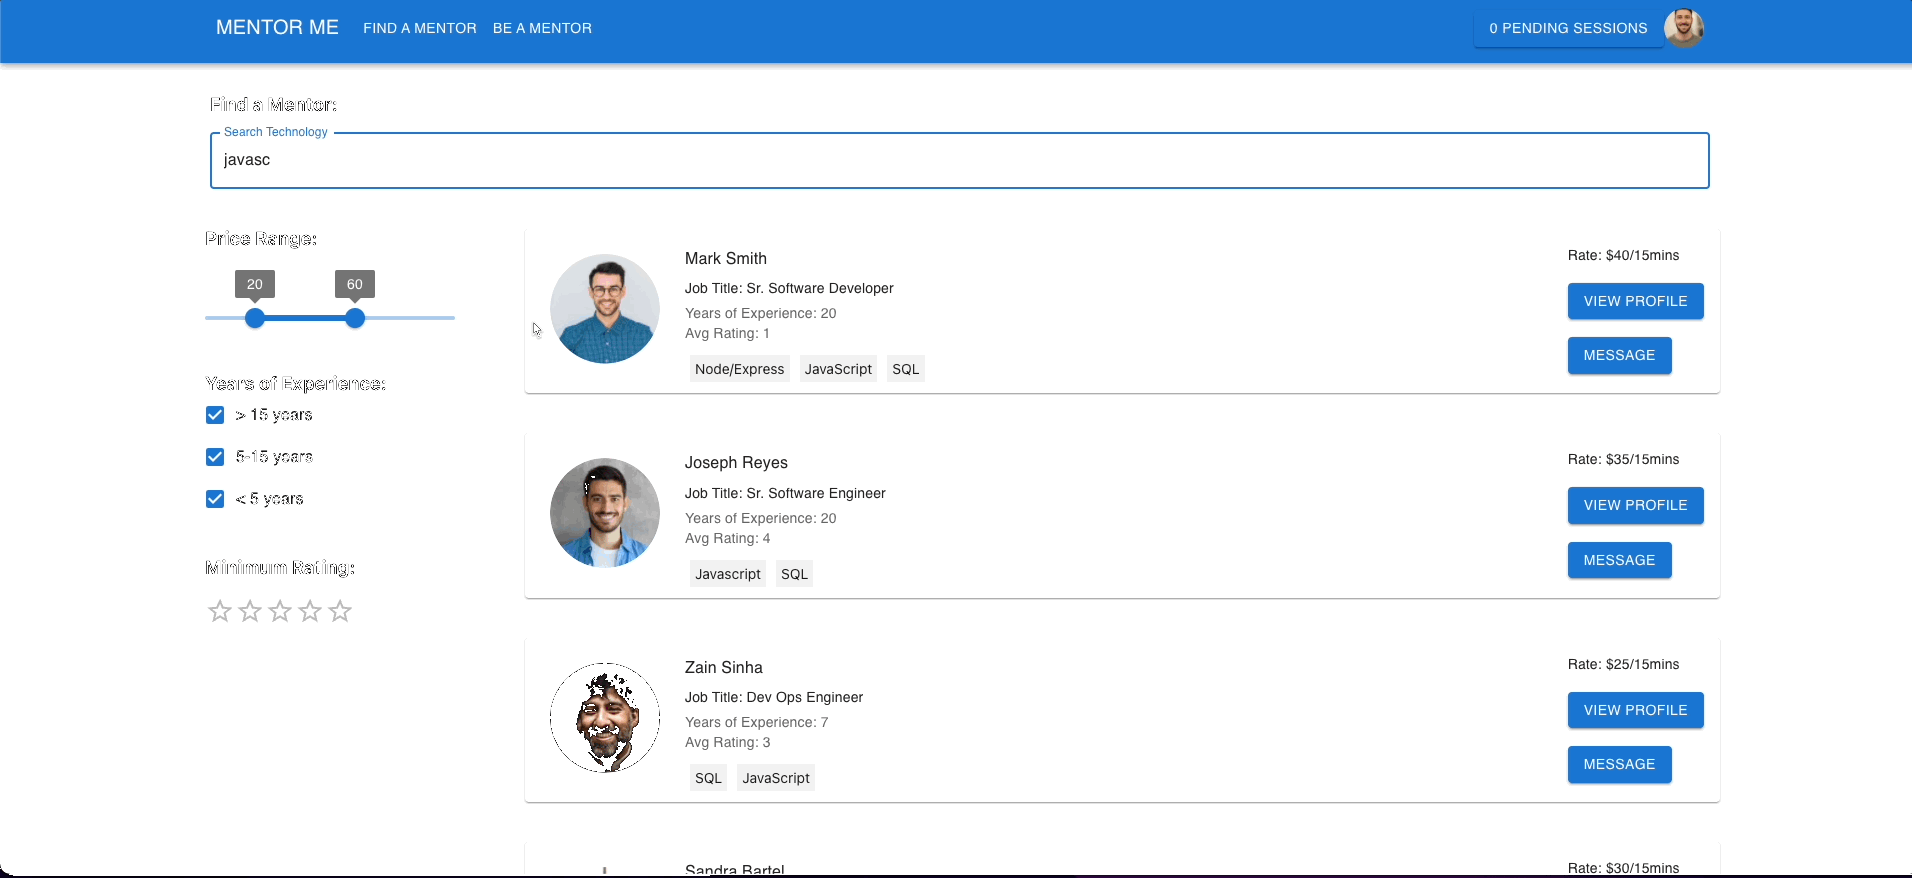 MENTOR ME FIND A MENTOR BE A MENTOR 0 PENDING SESSIONS
Find a Mentor:
Search Technology
javasc
Price Range:
20 60
Years of Experience:
> 15 years
5-15 years
< 5 years
Minimum Rating:
Mark Smith
Job Title: Sr. Software Developer
Years of Experience: 20
Avg Rating: 1
Node/Express JavaScript SQL
Rate: $40/15mins
VIEW PROFILE
MESSAGE
Joseph Reyes
Job Title: Sr. Software Engineer
Years of Experience: 20
Avg Rating: 4
Javascript SQL
Rate: $35/15mins
VIEW PROFILE
MESSAGE
Zain Sinha
Job Title: Dev Ops Engineer
Years of Experience: 7
Avg Rating: 3
SQL JavaScript
Rate: $25/15mins
VIEW PROFILE
MESSAGE
Sandra Bartel
Rate: $30/15mins